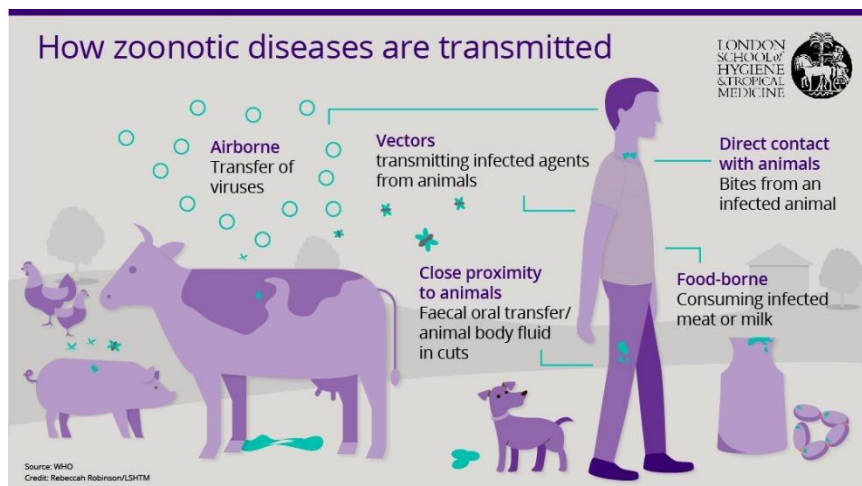 How zoonotic diseases are transmitted
LONDON
SCHOOL of
HYGIENE
& TROPICAL
MEDICINE
Airborne
Transfer of
viruses
Vectors
transmitting infected agents
from animals
Direct contact
with animals
Bites from an
infected animal
Close proximity
to animals
Faecal oral transfer/
animal body fluid
in cuts
Food-borne
Consuming infected
meat or milk
Source: WHO
Credit: Rebeccah Robinson/LSHTM